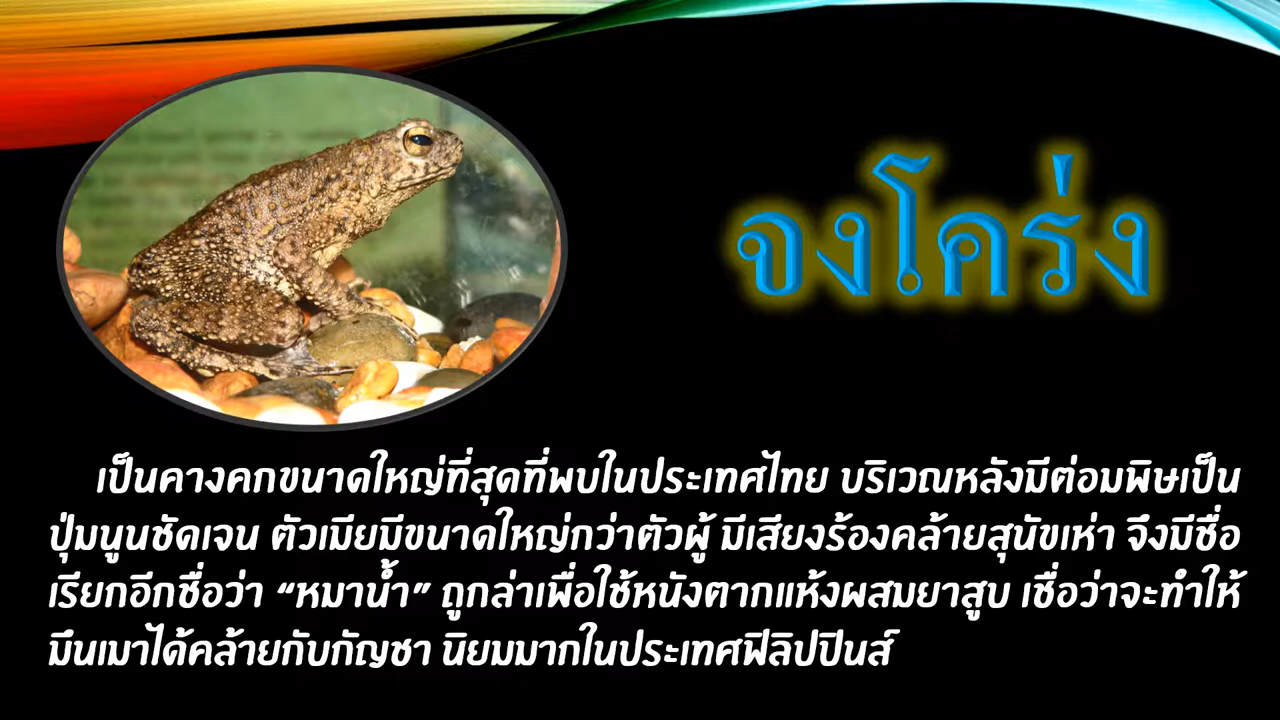 จงโคร่ง
เป็นคางคกขนาดใหญ่ที่สุดที่พบในประเทศไทย บริเวณหลังมีต่อมพิษเป็น
ปุ่มนูนชัดเจน ตัวเมียมีขนาดใหญ่กว่าตัวผู้ มีเสียงร้องคล้ายสุนัขเห่า จึงมีชื่อ
เรียกอีกชื่อว่า “หมาน้ำ” ถูกล่าเพื่อใช้หนังตากแห้งผสมยาสูบ เชื่อว่าจะทำให้
มึนเมาได้คล้ายกับกัญชา นิยมมากในประเทศฟิลิปปินส์